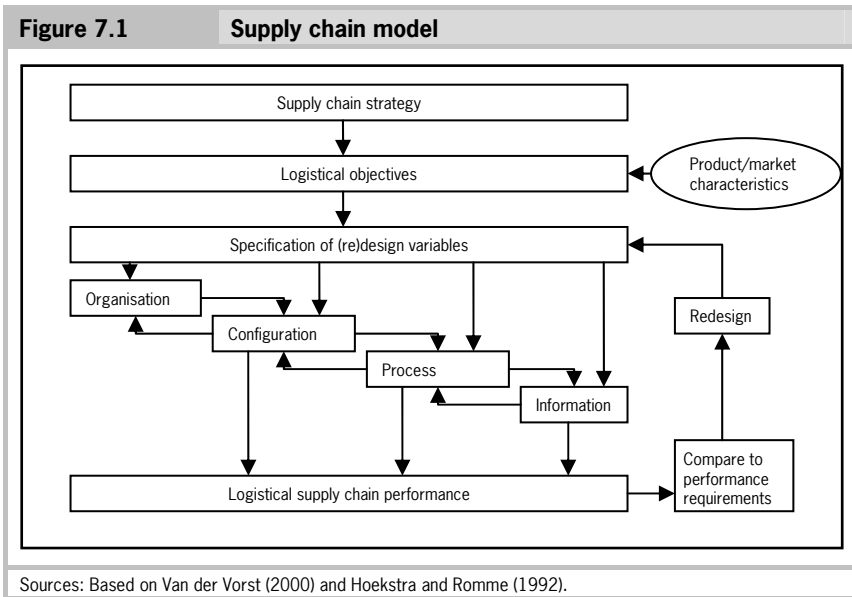 Figure 7.1 Supply chain model
Supply chain strategy
Logistical objectives
Product/market
characteristics
Specification of (re)design variables
Organisation
Configuration
Process
Information
Redesign
Compare to
performance
requirements
Logistical supply chain performance
Sources: Based on Van der Vorst (2000) and Hoekstra and Romme (1992).